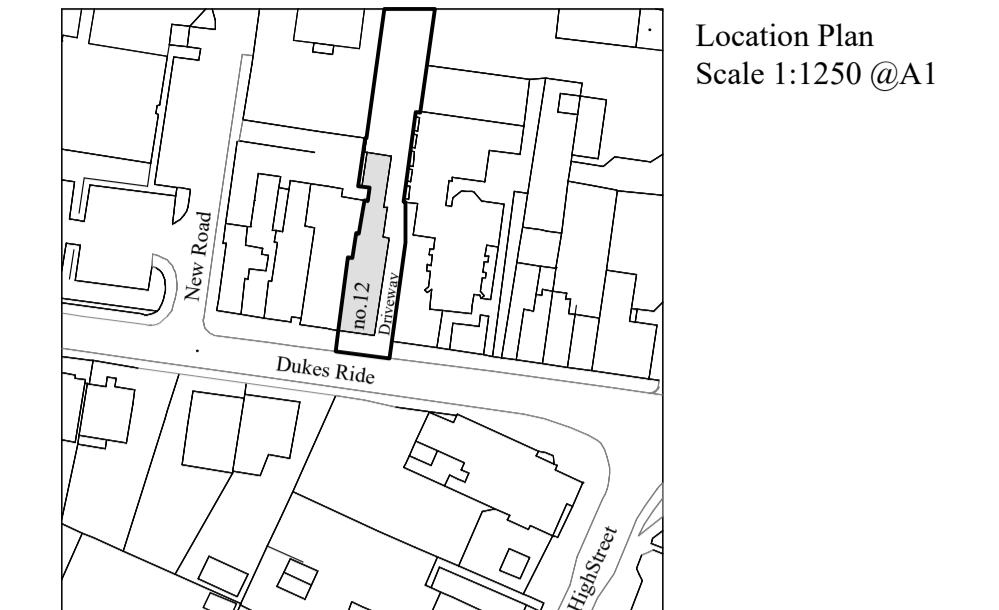 Location Plan
Scale 1:1250 @A1
New Road
no.12
Driveway
Dukes Ride
HighStreet